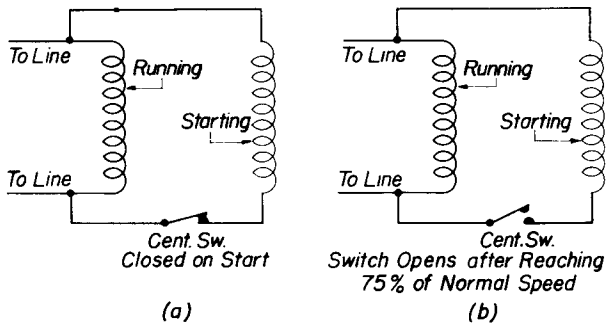 To Line
Running
Starting
To Line
Cent. Sw.
Closed on Start
(a)
To Line
Running
Starting
To Line
Cent. Sw.
Switch Opens after Reaching
75% of Normal Speed
(b)